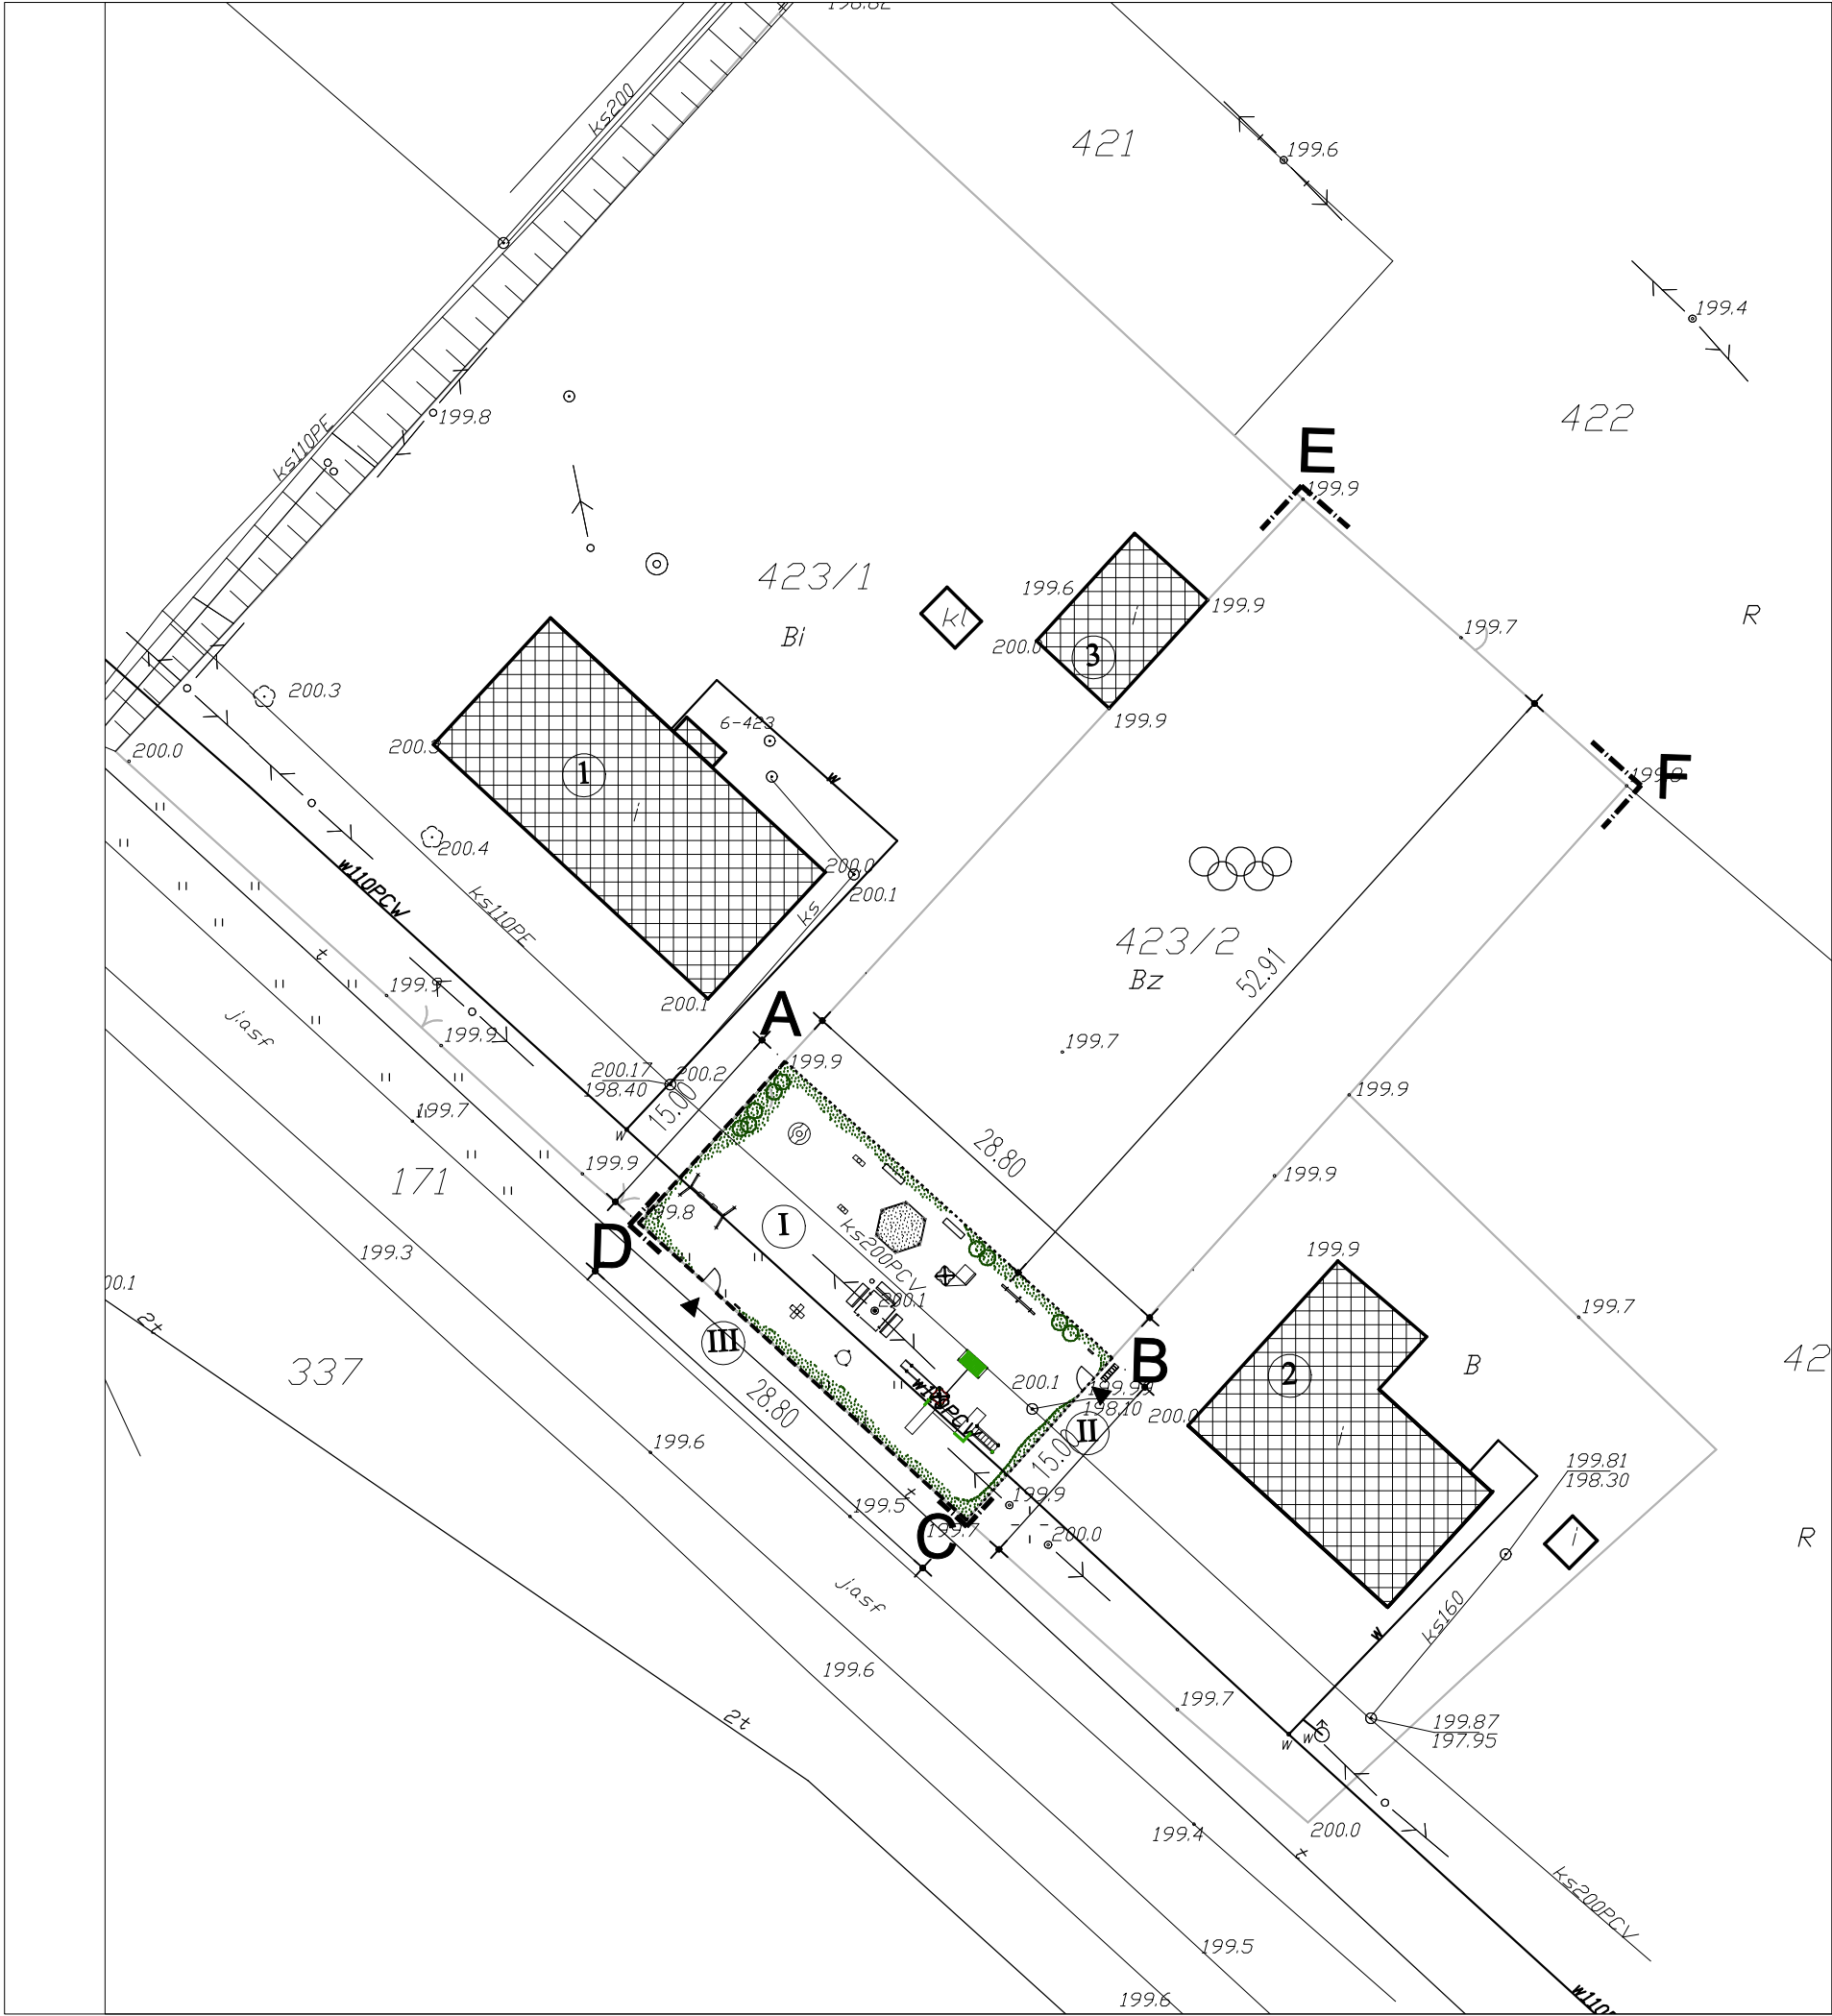 ks200
421
199.6
199.4
ks110PE
199.8
422
E
199.9
423/1
Bi
kl
199.6
i
199.9
200.0
3
199.9
199.7
R
200.3
6-423
w
200.0
200.3
1
i
F
200.4
w110PCW
ks110PE
200.0
200.1
ks
423/2
Bz
52.91
t
199.9
200.1
j.asf
199.9
A
199.7
199.9
200.17
198.40
200.2
15.00
199.9
199.7
w
28.80
171
199.9
199.9
199.8
I
ks200PCV
D
199.3
199.9
00.1
200.1
199.7
2t
III
337
B
2
B
42
28.80
200.1
198.10
200.0
w110PCW
II
15.00
i
199.6
199.81
198.30
t
199.5
199.9
C
199.7
200.0
i
R
j.asf
ks160
w
199.6
199.7
2t
199.87
197.95
w
w
199.4
200.0
t
ks200PCV
199.5
199.6